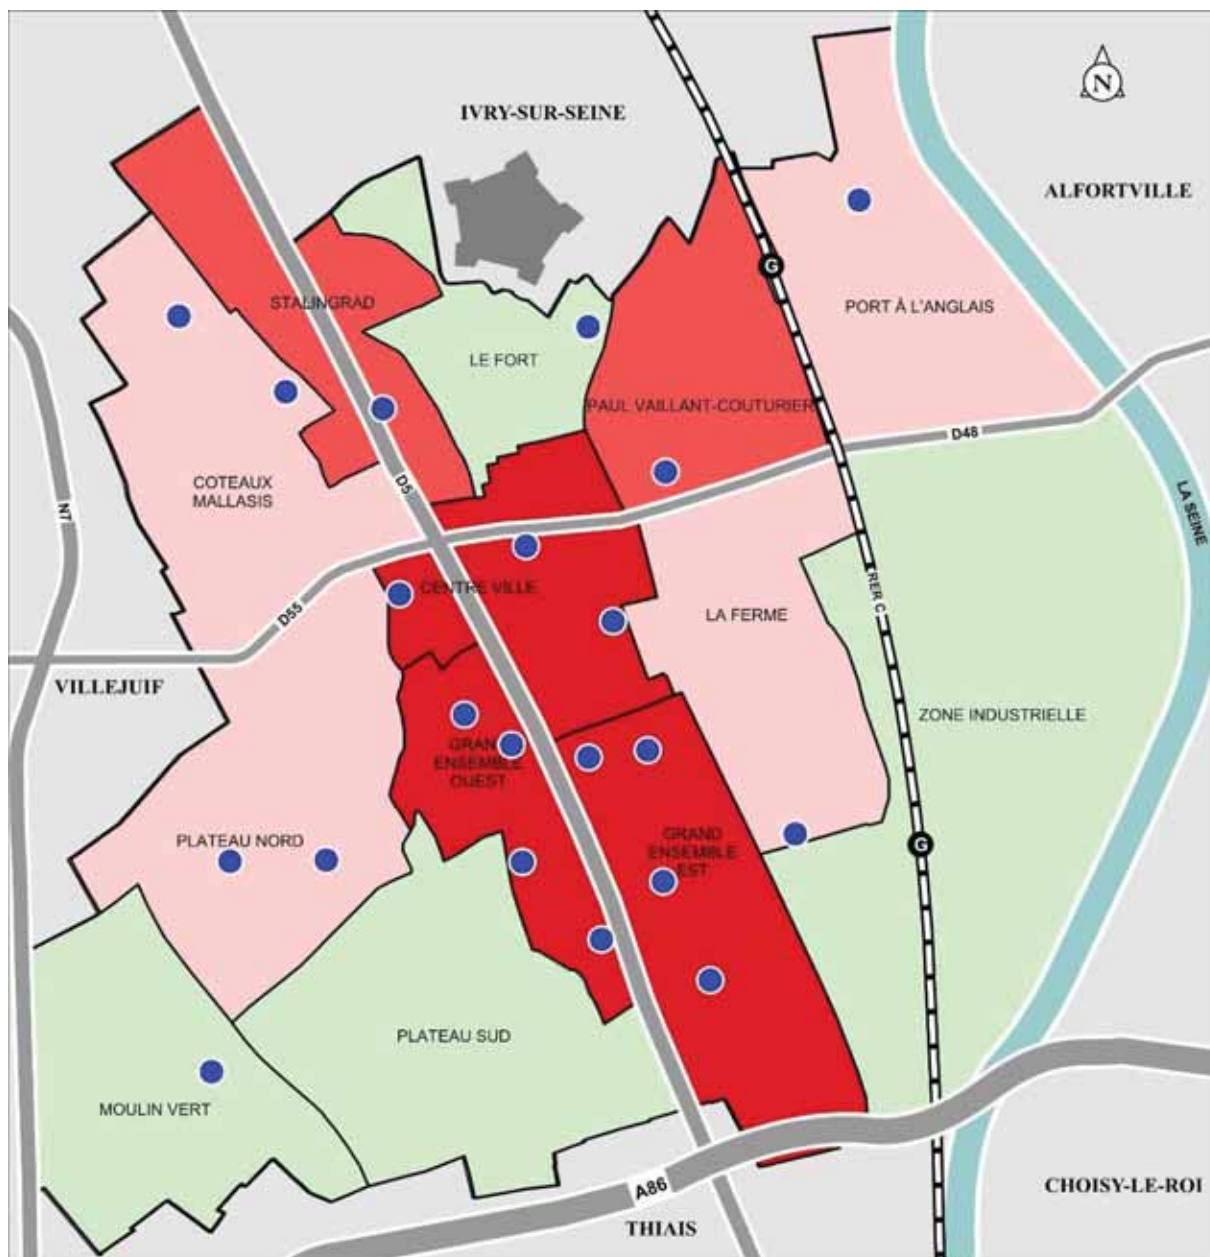 IVRY-SUR-SEINE
N
ALFORTVILLE
G
STALINGRAD
PORT À L'ANGLAIS
LE FORT
PAUL VAILLANT-COUTURIER
D48
COTEAUX
MALLASIS
D5
N7
LA SEINE
CENTRE VILLE
RER C
D55
LA FERME
VILLEJUIF
ZONE INDUSTRIELLE
GRAND
ENSEMBLE
OUEST
PLATEAU NORD
GRAND
ENSEMBLE
EST
G
PLATEAU SUD
MOULIN VERT
A86
CHOISY-LE-ROI
THIAIS